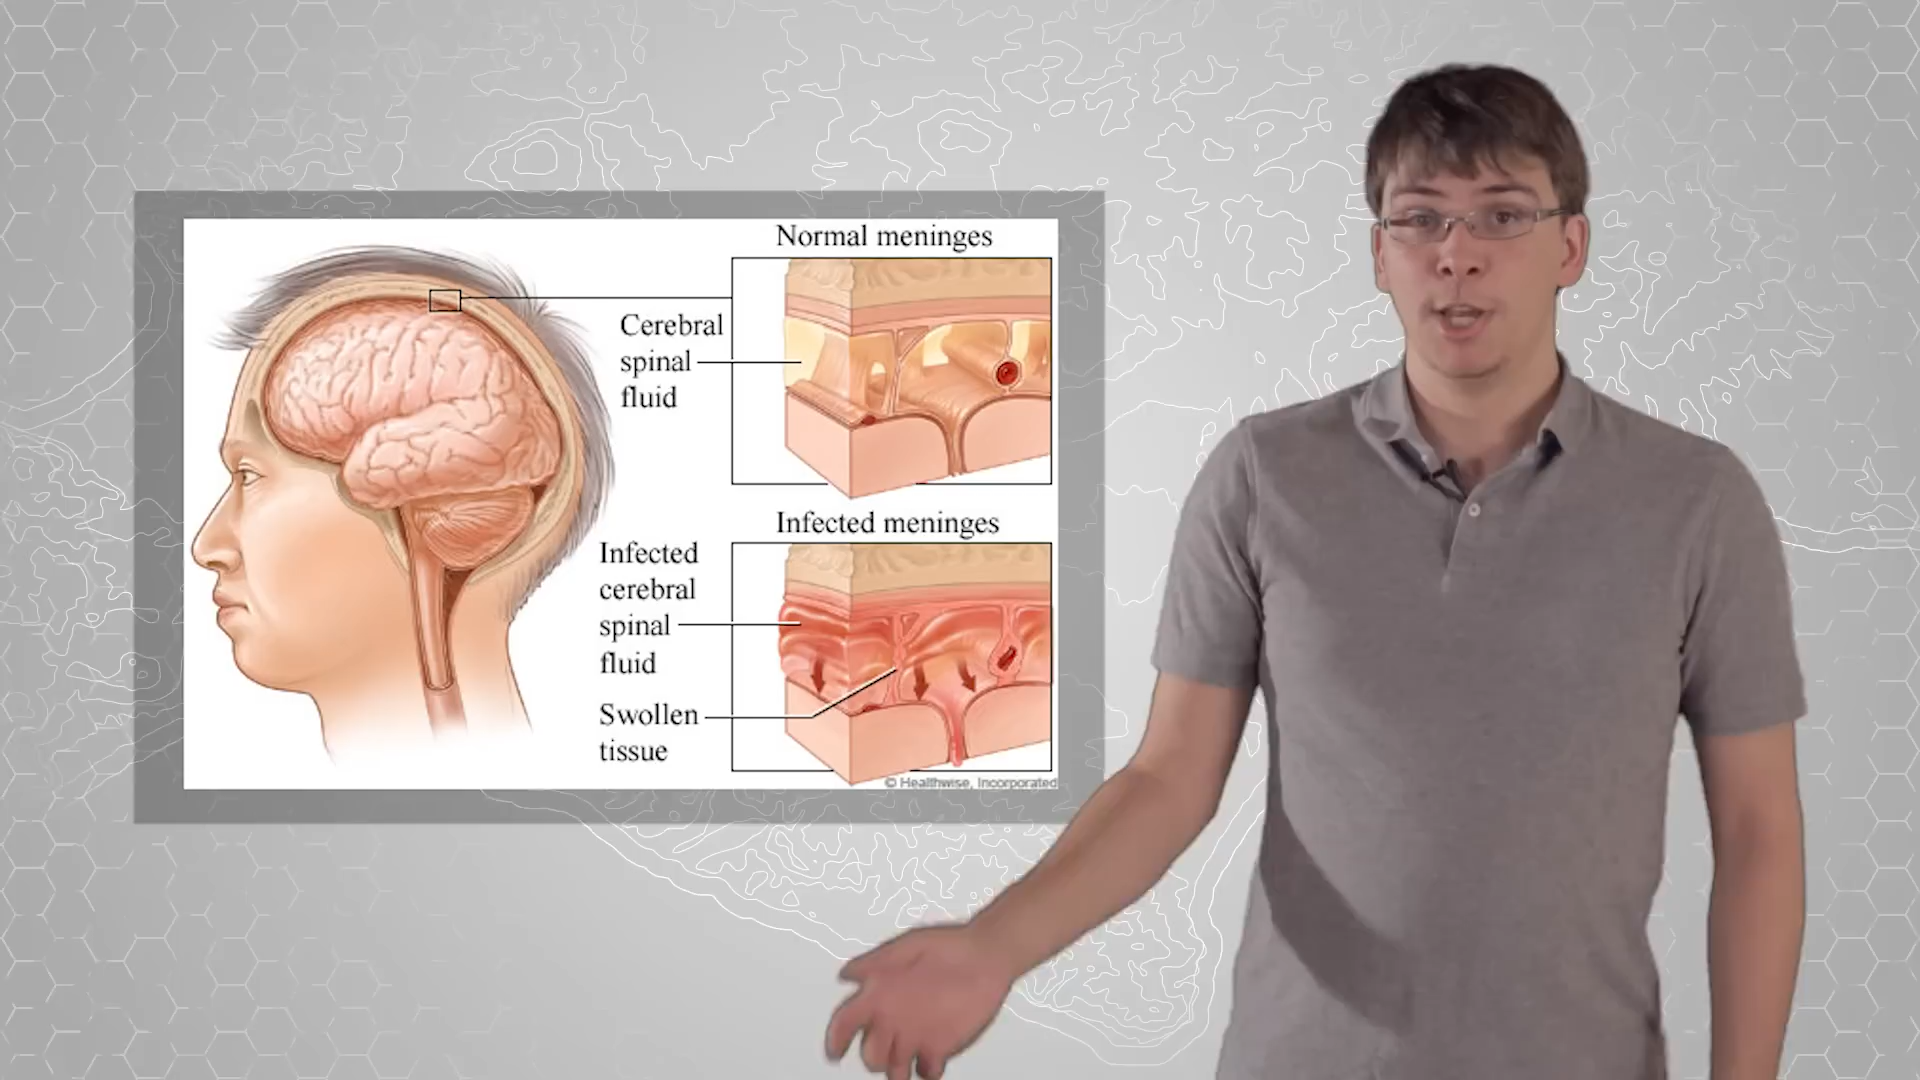 Normal meninges
Cerebral
spinal
fluid
Infected meninges
Infected
cerebral
spinal
fluid
Swollen
tissue
© Healthwise, Incorporated